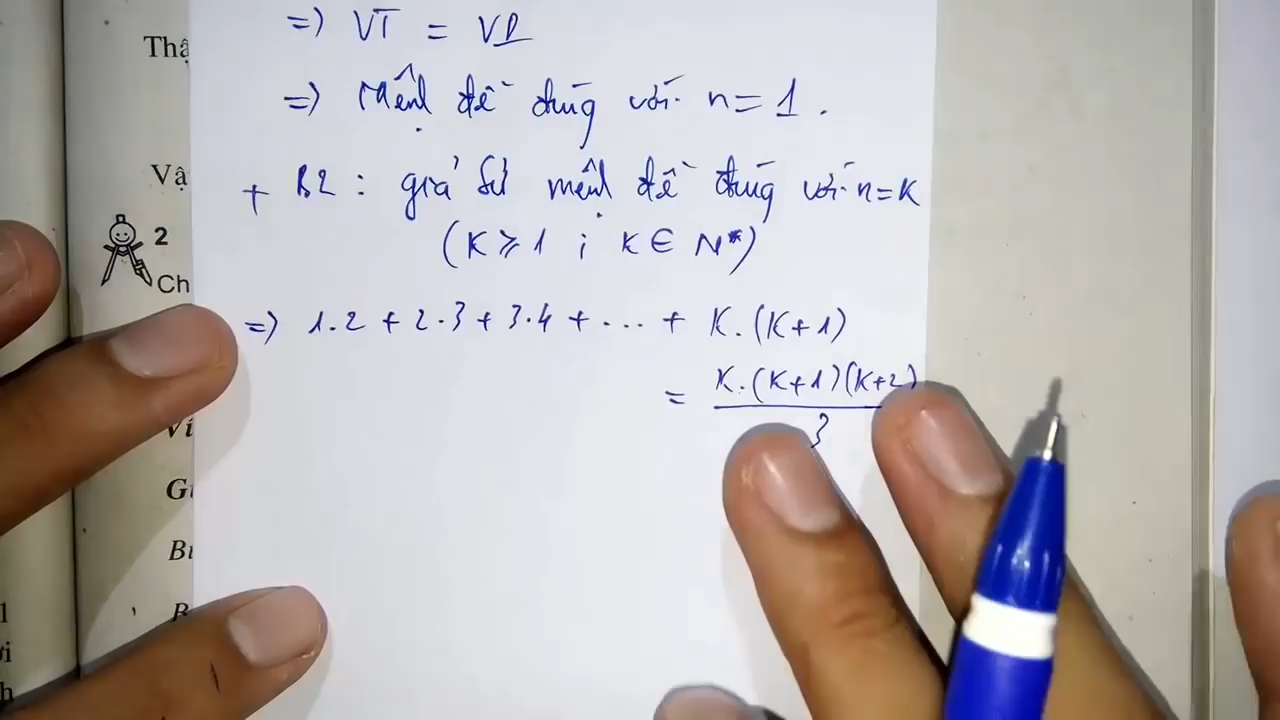 =) VT = VP
Thậ
=) Mệnh đề đúng với n = 1.
Vậ
+ B2 : giả sử mệnh đề đúng với n = K
2
(K ≥ 1 ; K ∈ N*)
Ch
=) 1.2 + 2.3 + 3.4 + ... + K.(K+1)
= K.(K+1)(K+2)
3
Ví
Bi